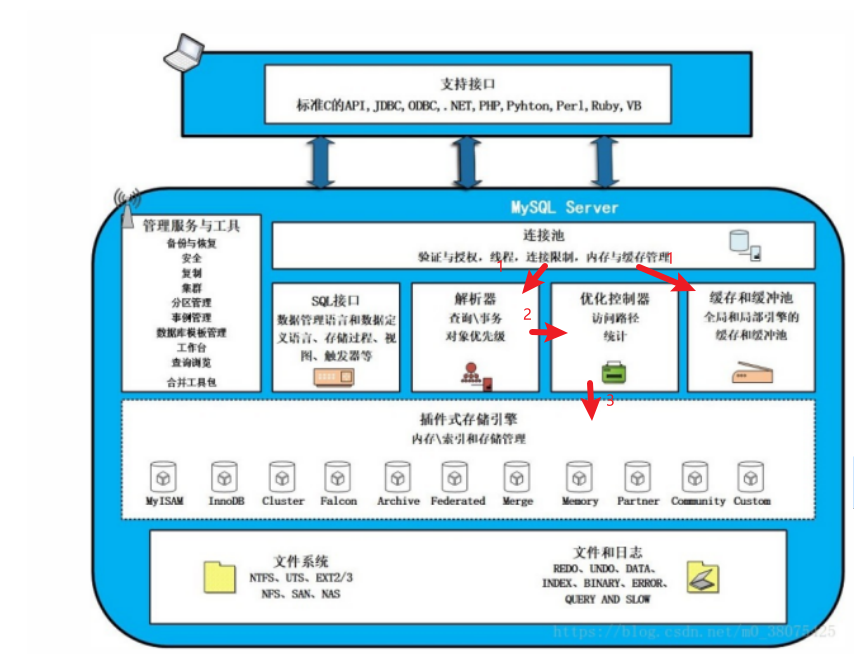 支持接口
标准C的API,JDBC,ODBC,.NET,PHP,Pyhton,Perl,Ruby,VB
MySQL Server
管理服务与工具
备份与恢复
安全
复制
集群
分区管理
事例管理
数据库模板管理
工作台
查询浏览
合并工具包
连接池
验证与授权,线程,连接限制,内存与缓存管理
1
1
SQL接口
数据管理语言和数据定
义语言、存储过程、视
图、触发器等
解析器
查询\事务
对象优先级
2
优化控制器
访问路径
统计
缓存和缓冲池
全局和局部引擎的
缓存和缓冲池
3
插件式存储引擎
内存\索引和存储管理
MyISAM InnoDB Cluster Falcon Archive Federated Merge Memory Partner Community Custom
文件系统
NTFS、UTS、EXT2/3
NFS、SAN、NAS
文件和日志
REDO、UNDO、DATA、
INDEX、BINARY、ERROR、
QUERY AND SLOW
https://blog.csdn.net/m0_38075425